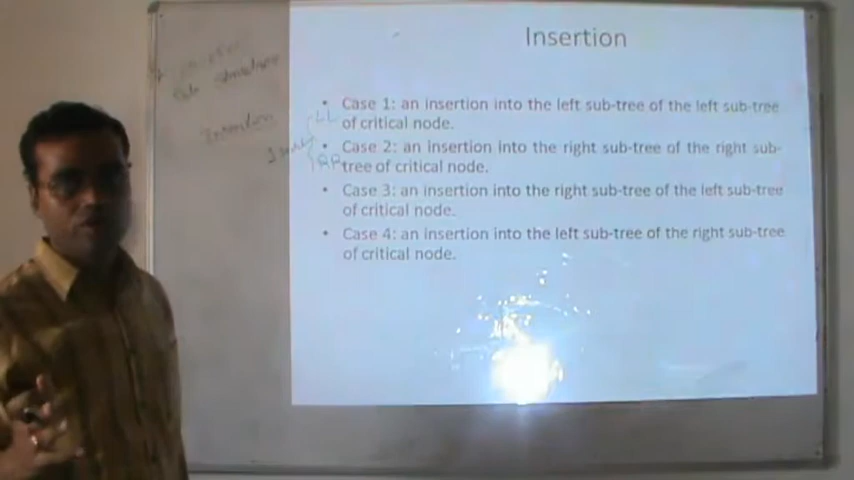 Insertion
• Case 1: an insertion into the left sub-tree of the left sub-tree
of critical node.
• Case 2: an insertion into the right sub-tree of the right sub-
tree of critical node.
• Case 3: an insertion into the right sub-tree of the left sub-tree
of critical node.
• Case 4: an insertion into the left sub-tree of the right sub-tree
of critical node.
Insertion
LL
RR